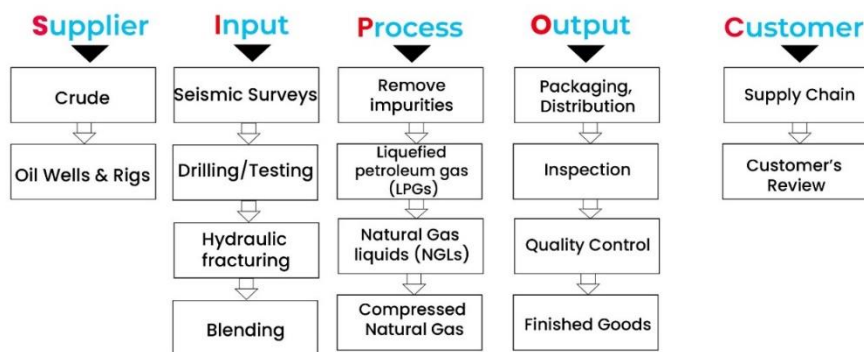 Supplier
Crude
Oil Wells & Rigs
Input
Seismic Surveys
Drilling/Testing
Hydraulic
fracturing
Blending
Process
Remove
impurities
Liquefied
petroleum gas
(LPGs)
Natural Gas
liquids (NGLs)
Compressed
Natural Gas
Output
Packaging,
Distribution
Inspection
Quality Control
Finished Goods
Customer
Supply Chain
Customer's
Review